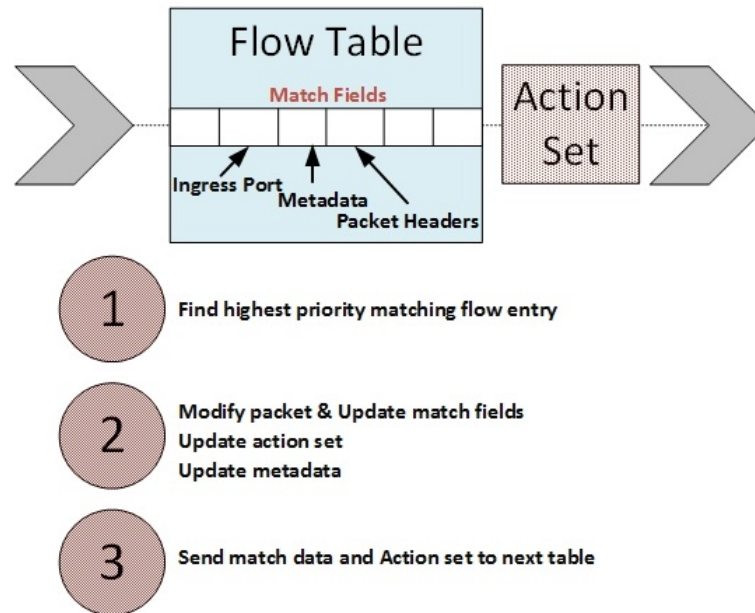 Flow Table
Match Fields
Ingress Port
Metadata
Packet Headers
Action
Set
1
Find highest priority matching flow entry
2
Modify packet & Update match fields
Update action set
Update metadata
3
Send match data and Action set to next table